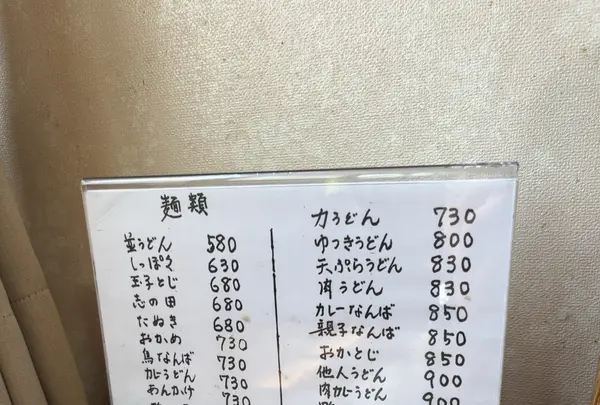 麺類
並うどん 580
しっぽく 630
玉子とじ 680
志の田 680
たぬき 680
おかめ 730
鳥なんば 730
カレーうどん 730
あんかけ 730
力うどん 730
ゆつきうどん 800
天ぷらうどん 830
肉うどん 830
カレーなんば 850
親子なんば 850
おかとじ 850
他人うどん 900
肉カレーうどん 900
900